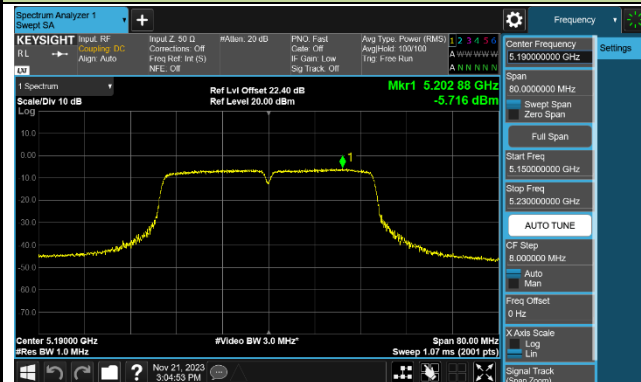 Spectrum Analyzer 1
Swept SA
Frequency
KEYSIGHT
RL
LXI
Input: RF
Coupling: DC
Align: Auto
Input Z: 50 Ω
Corrections: Off
Freq Ref: Int (S)
NFE: Off
#Atten: 20 dB
PNO: Fast
Gate: Off
IF Gain: Low
Sig Track: Off
Avg Type: Power (RMS)
Avg|Hold: 100/100
Trig: Free Run
1 2 3 4 5 6
A W W W W W
A N N N N N
1 Spectrum
Scale/Div 10 dB
Log
Ref Lvl Offset 22.40 dB
Ref Level 20.00 dBm
Mkr1 5.202 88 GHz
-5.716 dBm
10.0
0.00
-10.0
-20.0
-30.0
-40.0
-50.0
-60.0
-70.0
1
Center 5.19000 GHz
#Res BW 1.0 MHz
#Video BW 3.0 MHz*
Span 80.00 MHz
Sweep 1.07 ms (2001 pts)
Nov 21, 2023
3:04:53 PM
Center Frequency
5.190000000 GHz
Settings
Span
80.0000000 MHz
Swept Span
Zero Span
Full Span
Start Freq
5.150000000 GHz
Stop Freq
5.230000000 GHz
AUTO TUNE
CF Step
8.000000 MHz
Auto
Man
Freq Offset
0 Hz
X Axis Scale
Log
Lin
Signal Track
(Span Zoom)